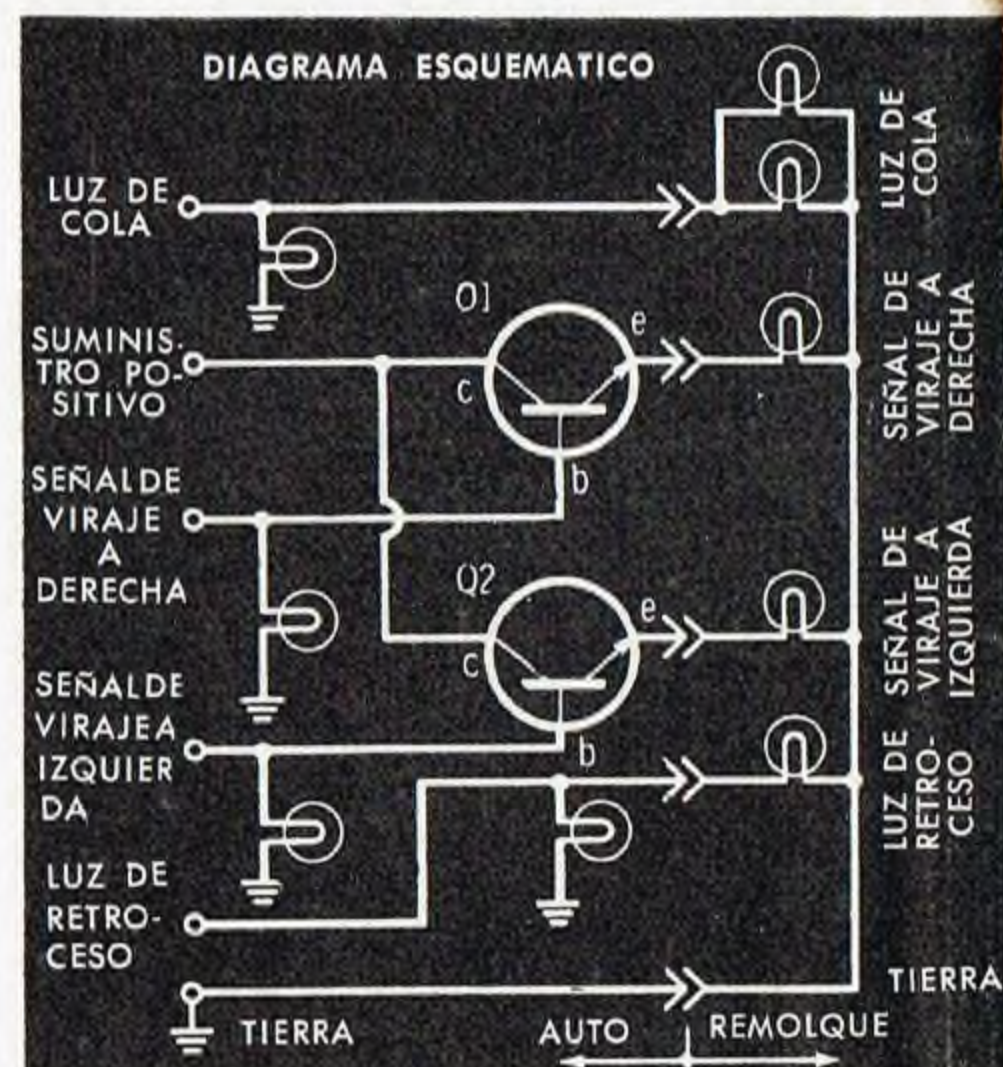 DIAGRAMA ESQUEMATICO
LUZ DE
COLA
SUMINIS-
TRO PO-
SITIVO
SEÑAL DE
VIRAJE
A
DERECHA
SEÑAL DE
VIRAJE A
IZQUIER
DA
LUZ DE
RETRO-
CESO
TIERRA
Q1
c
e
b
Q2
c
e
b
AUTO
REMOLQUE
LUZ DE
COLA
SEÑAL DE
VIRAJE A
DERECHA
SEÑAL DE
VIRAJE A
IZQUIERDA
LUZ DE
RETRO-
CESO
TIERRA